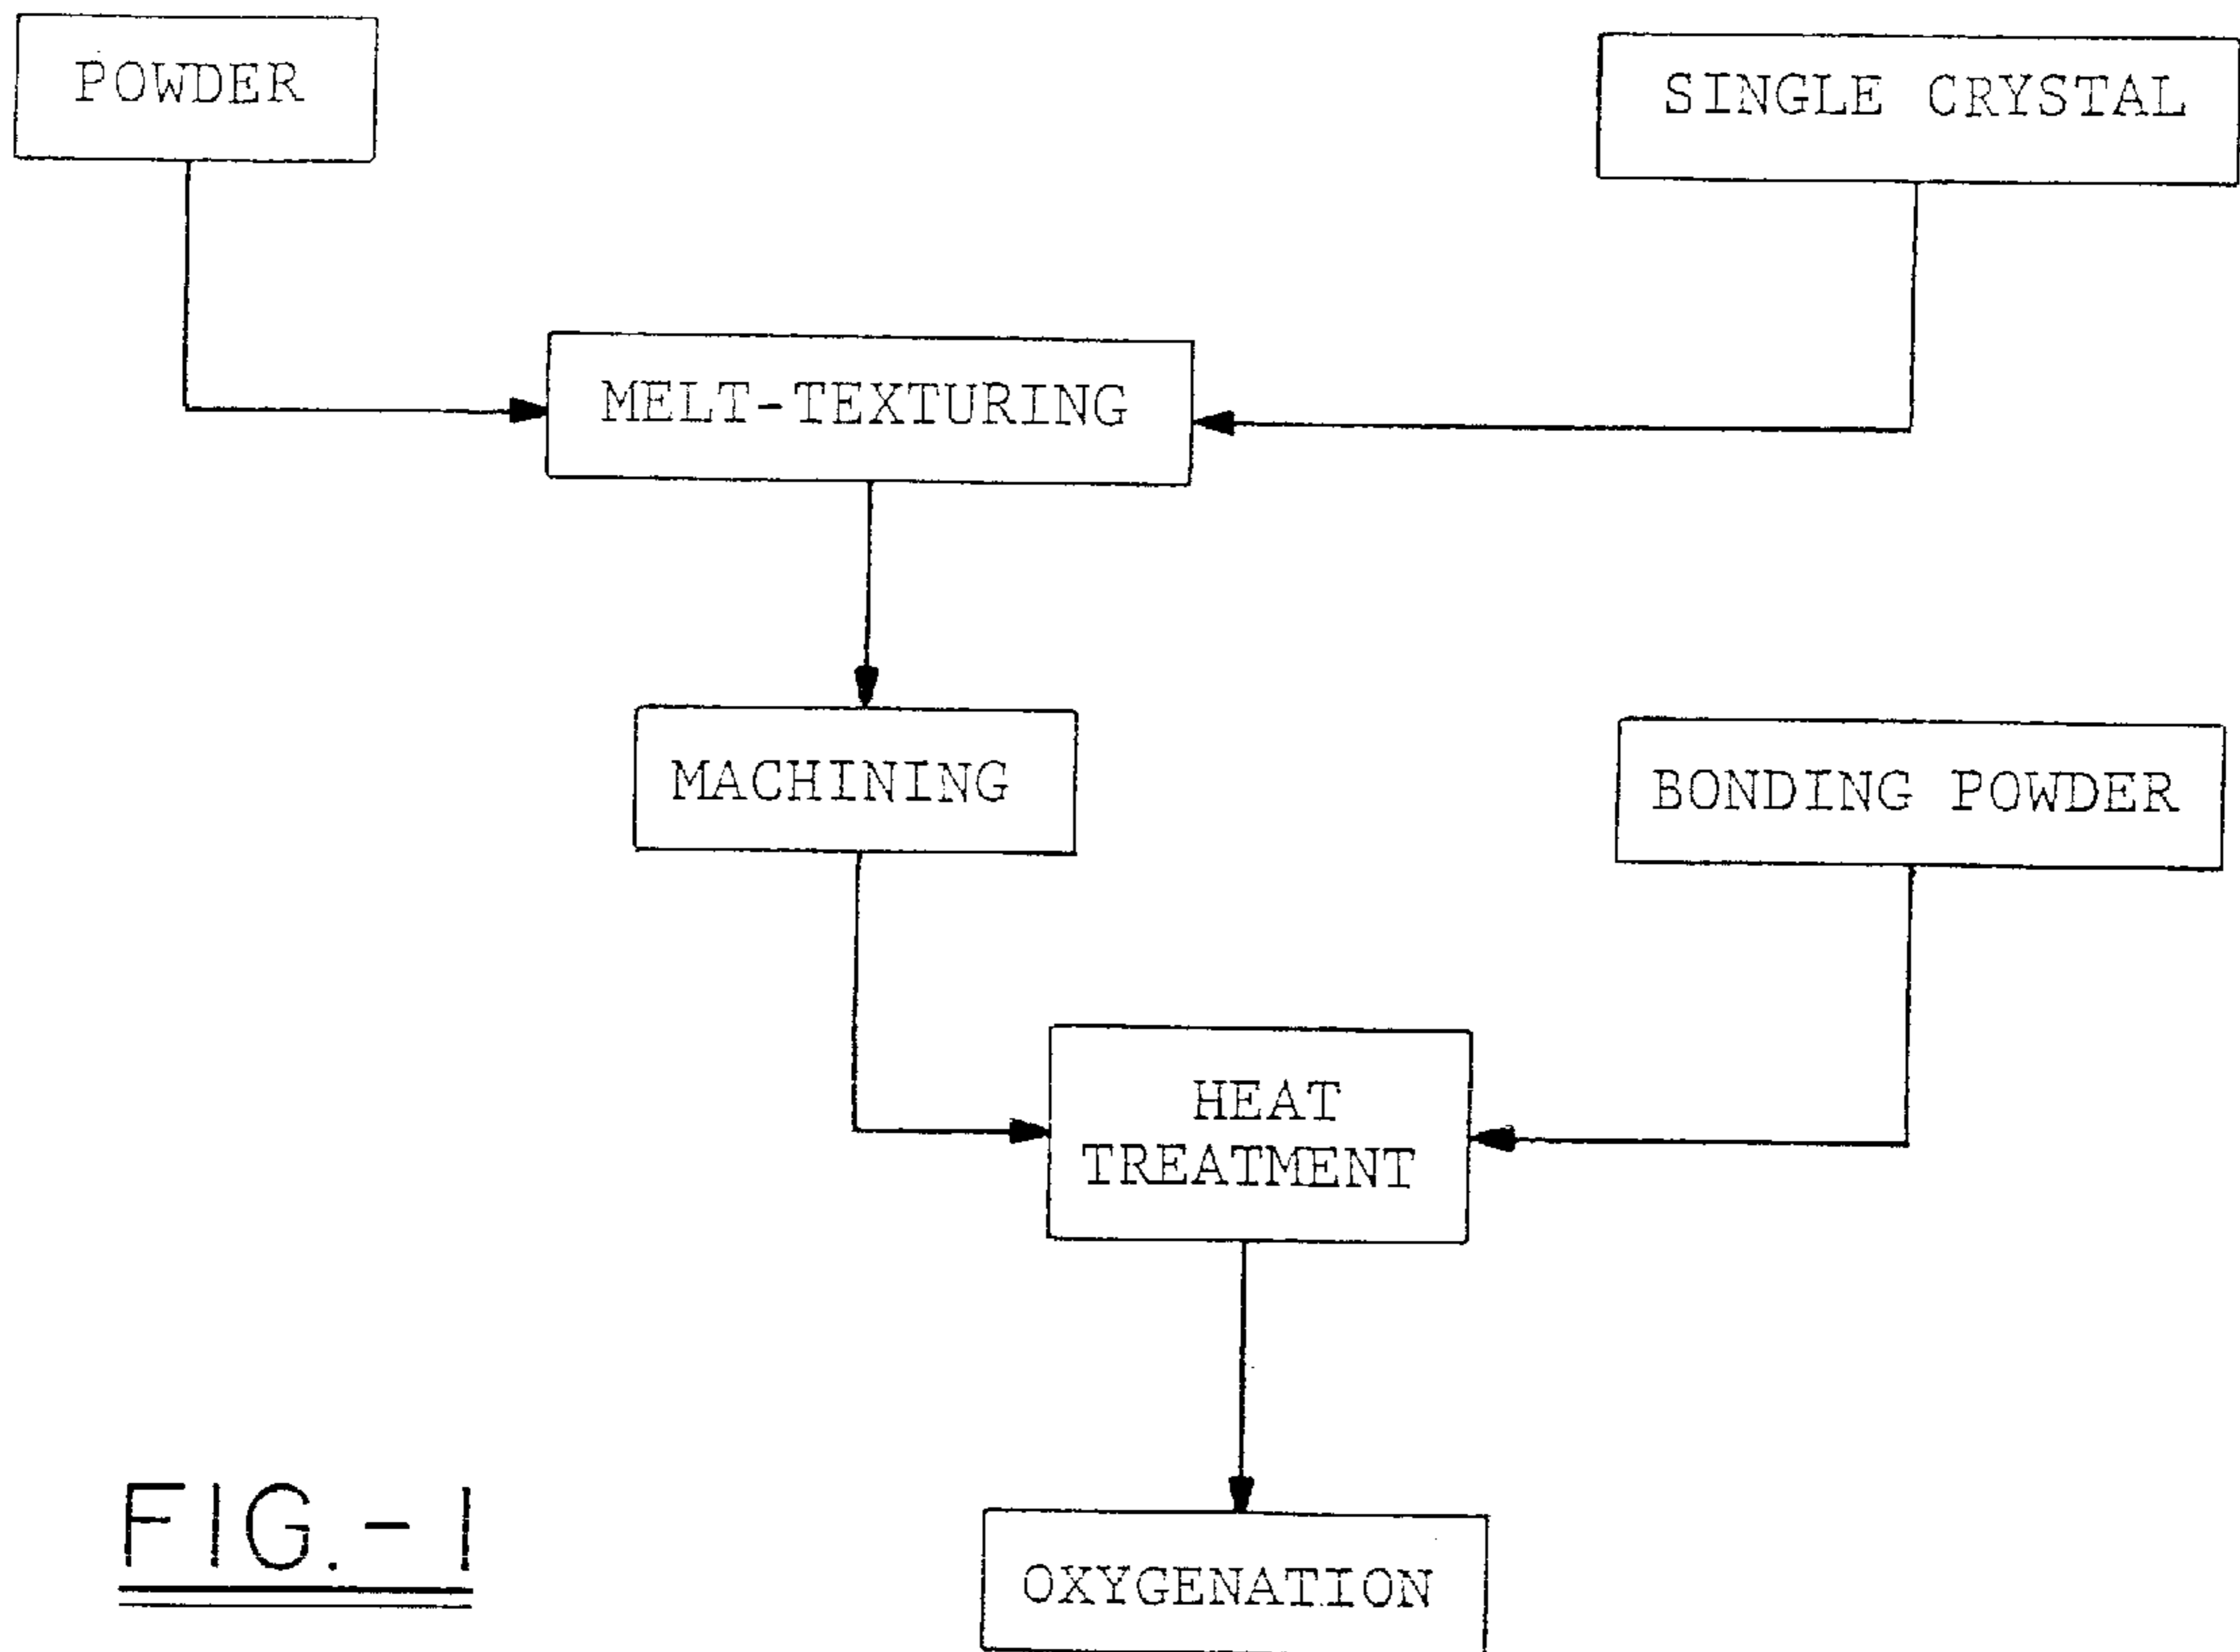 POWDER
SINGLE CRYSTAL
MELT-TEXTURING
MACHINING
BONDING POWDER
HEAT
TREATMENT
OXYGENATION
FIG.-1